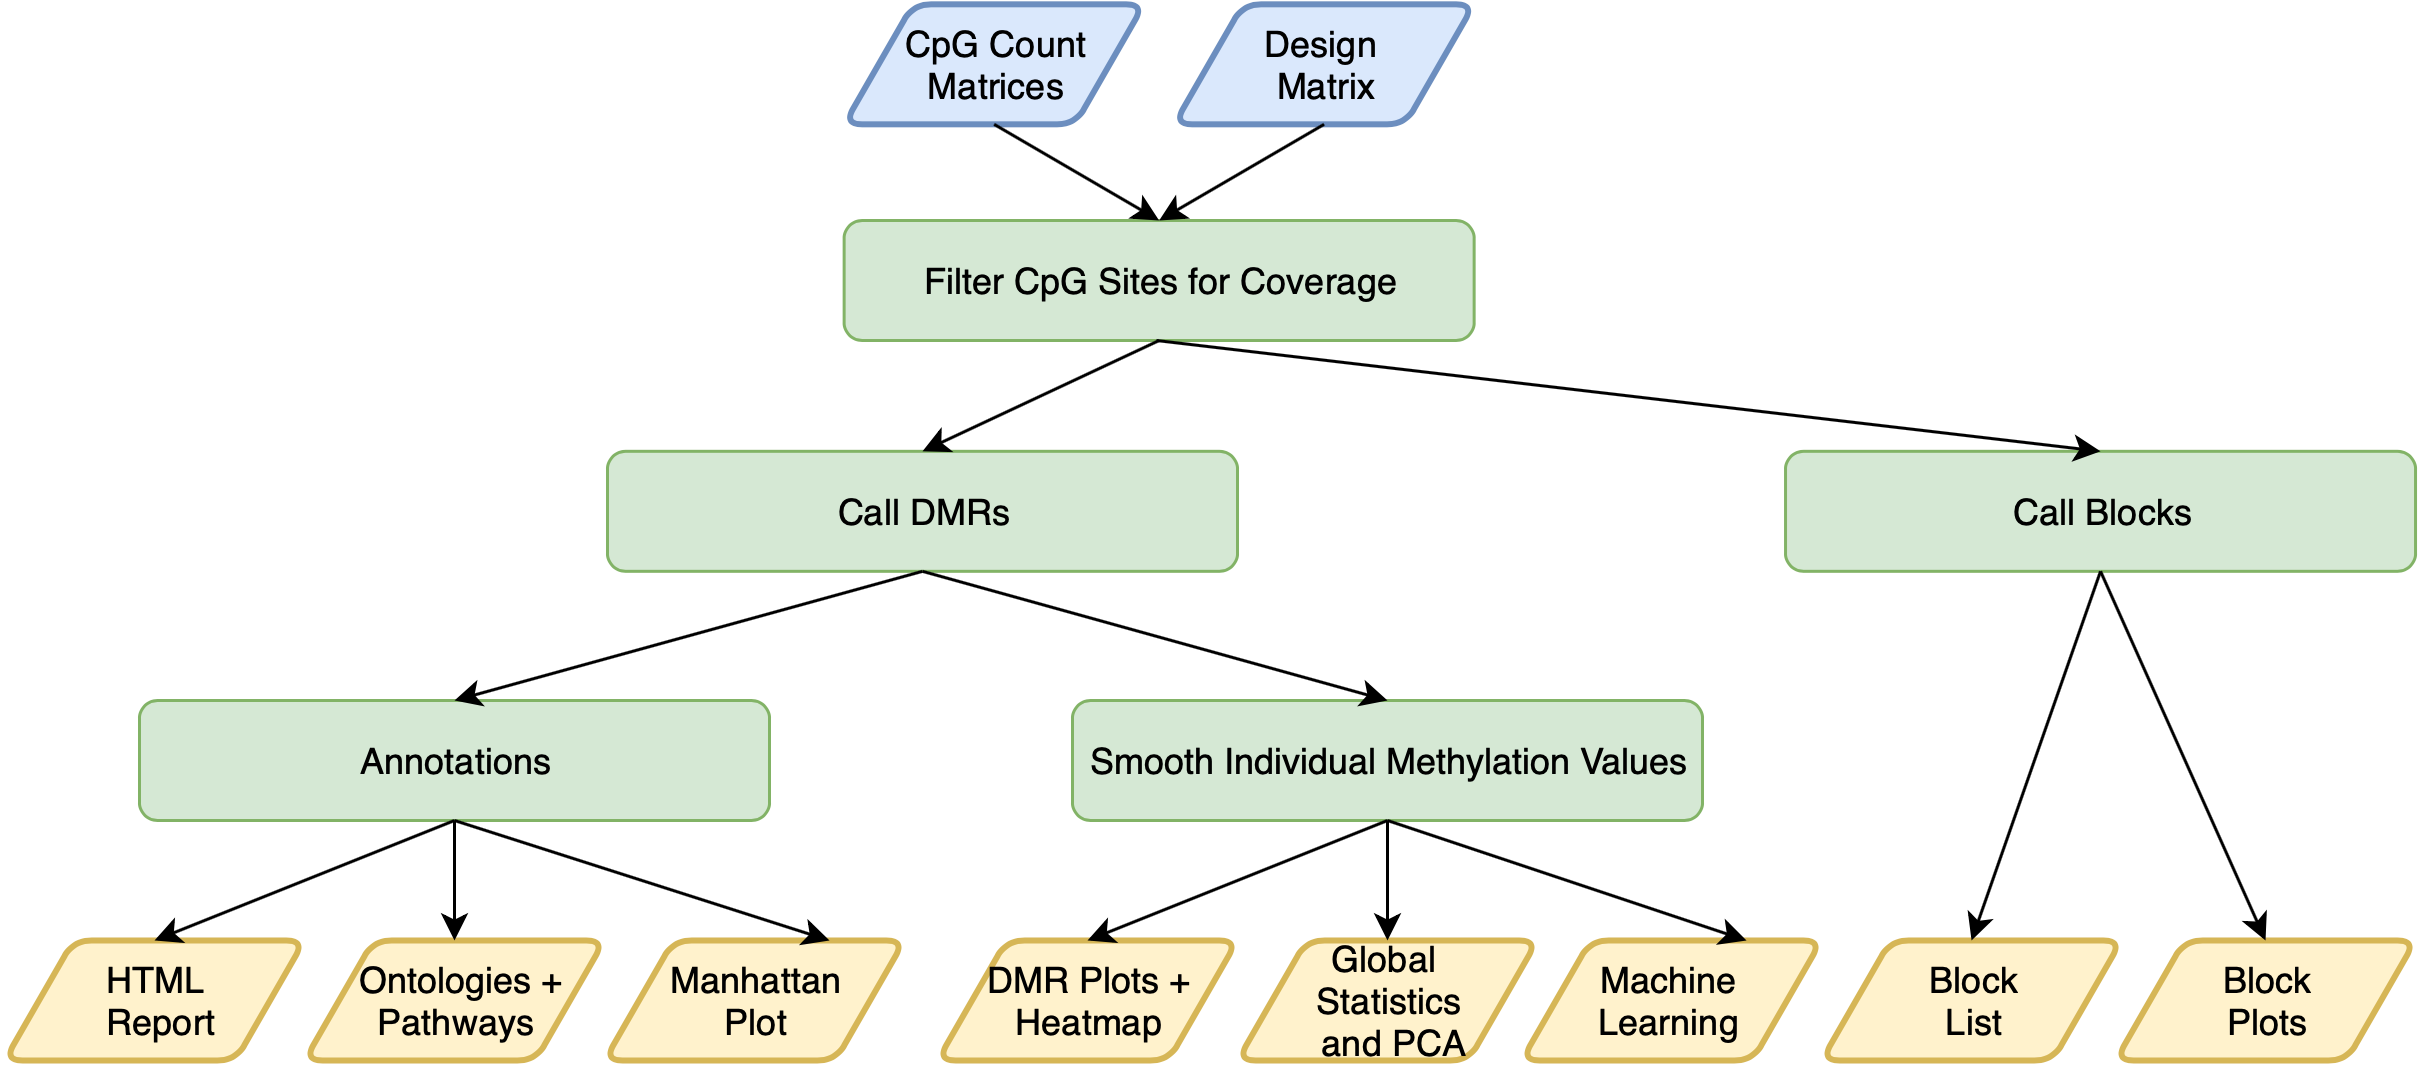 CpG Count
Matrices
Design
Matrix
Filter CpG Sites for Coverage
Call DMRs
Call Blocks
Annotations
Smooth Individual Methylation Values
HTML
Report
Ontologies +
Pathways
Manhattan
Plot
DMR Plots +
Heatmap
Global
Statistics
and PCA
Machine
Learning
Block
List
Block
Plots